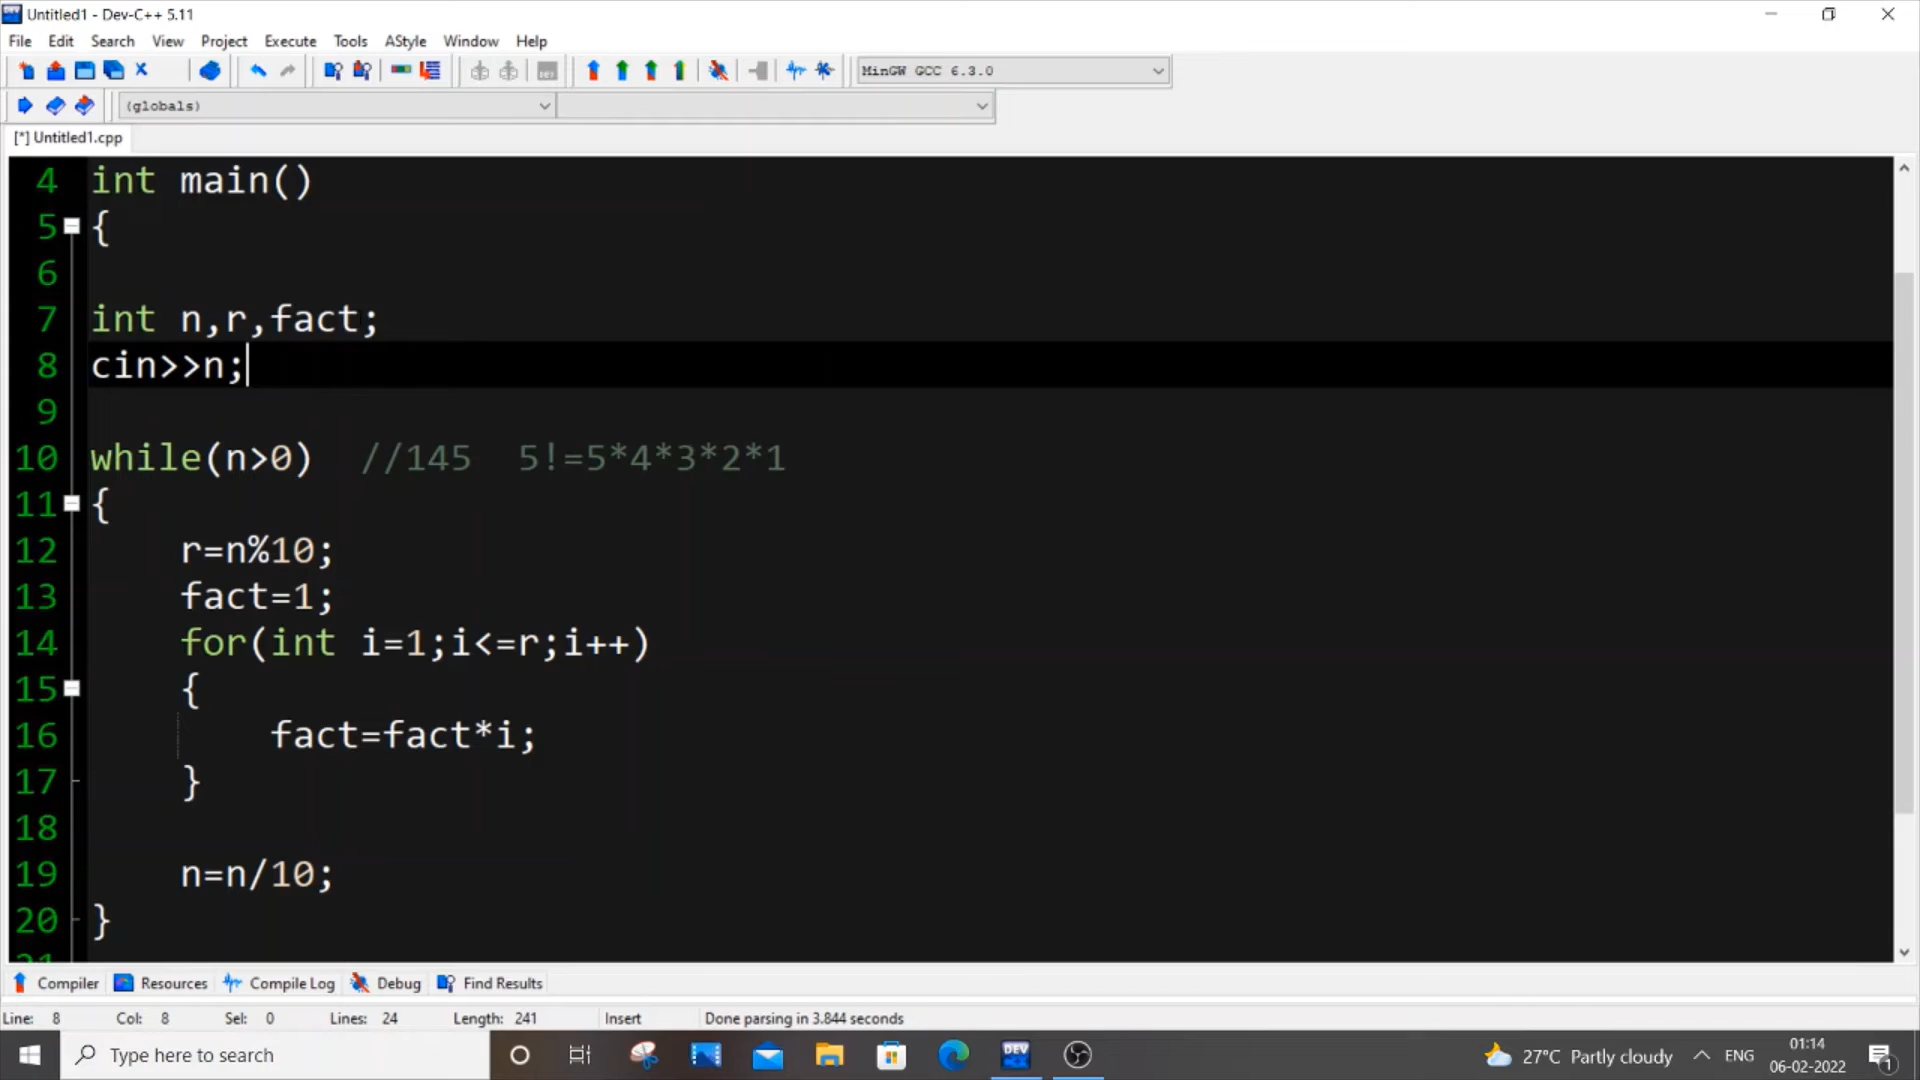 Untitled1 - Dev-C++ 5.11
File Edit Search View Project Execute Tools AStyle Window Help
MinGW GCC 6.3.0
(globals)
[*] Untitled1.cpp
4 int main()
5 {
6
7 int n,r,fact;
8 cin>>n;
9
10 while(n>0) //145 5!=5*4*3*2*1
11 {
12 r=n%10;
13 fact=1;
14 for(int i=1;i<=r;i++)
15 {
16 fact=fact*i;
17 }
18
19 n=n/10;
20 }
Compiler Resources Compile Log Debug Find Results
Line: 8 Col: 8 Sel: 0 Lines: 24 Length: 241 Insert Done parsing in 3.844 seconds
Type here to search
DEV
27°C Partly cloudy
ENG
01:14
06-02-2022
1